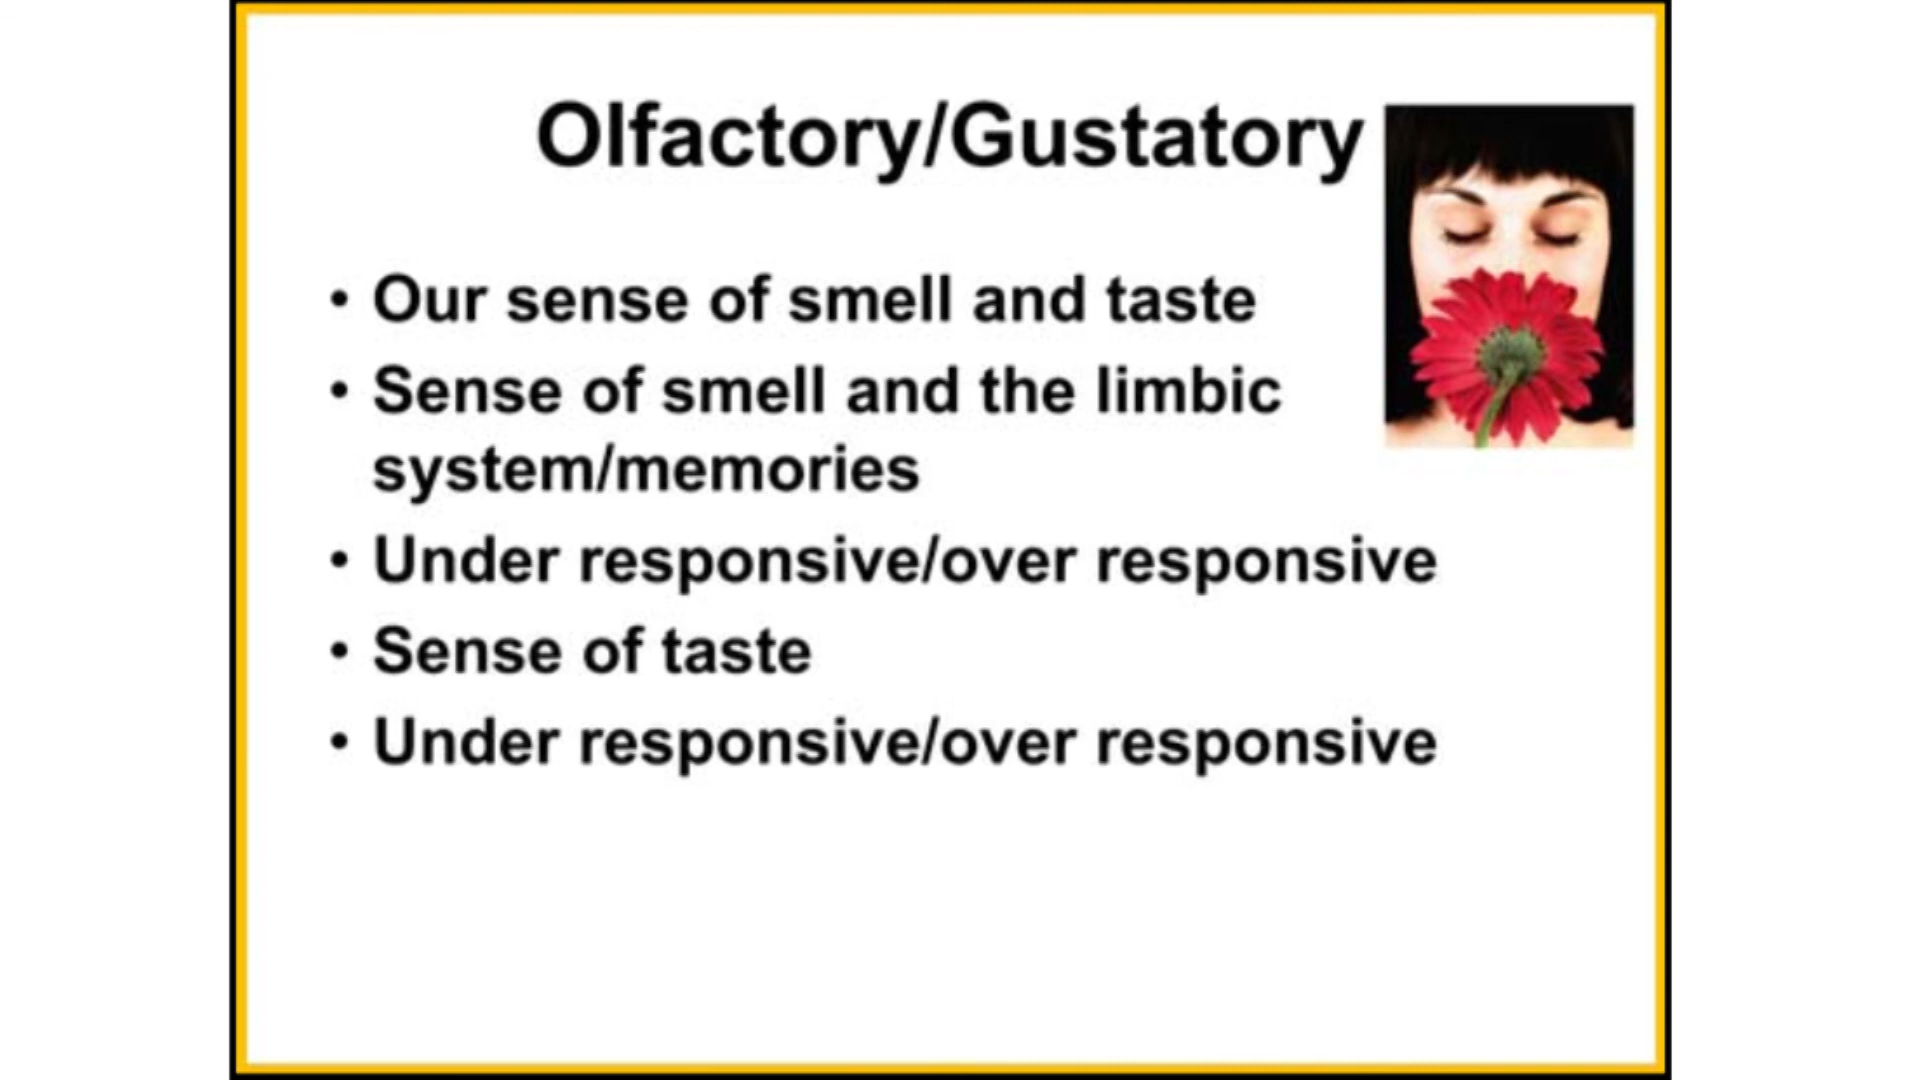 Olfactory/Gustatory
• Our sense of smell and taste
• Sense of smell and the limbic
system/memories
• Under responsive/over responsive
• Sense of taste
• Under responsive/over responsive